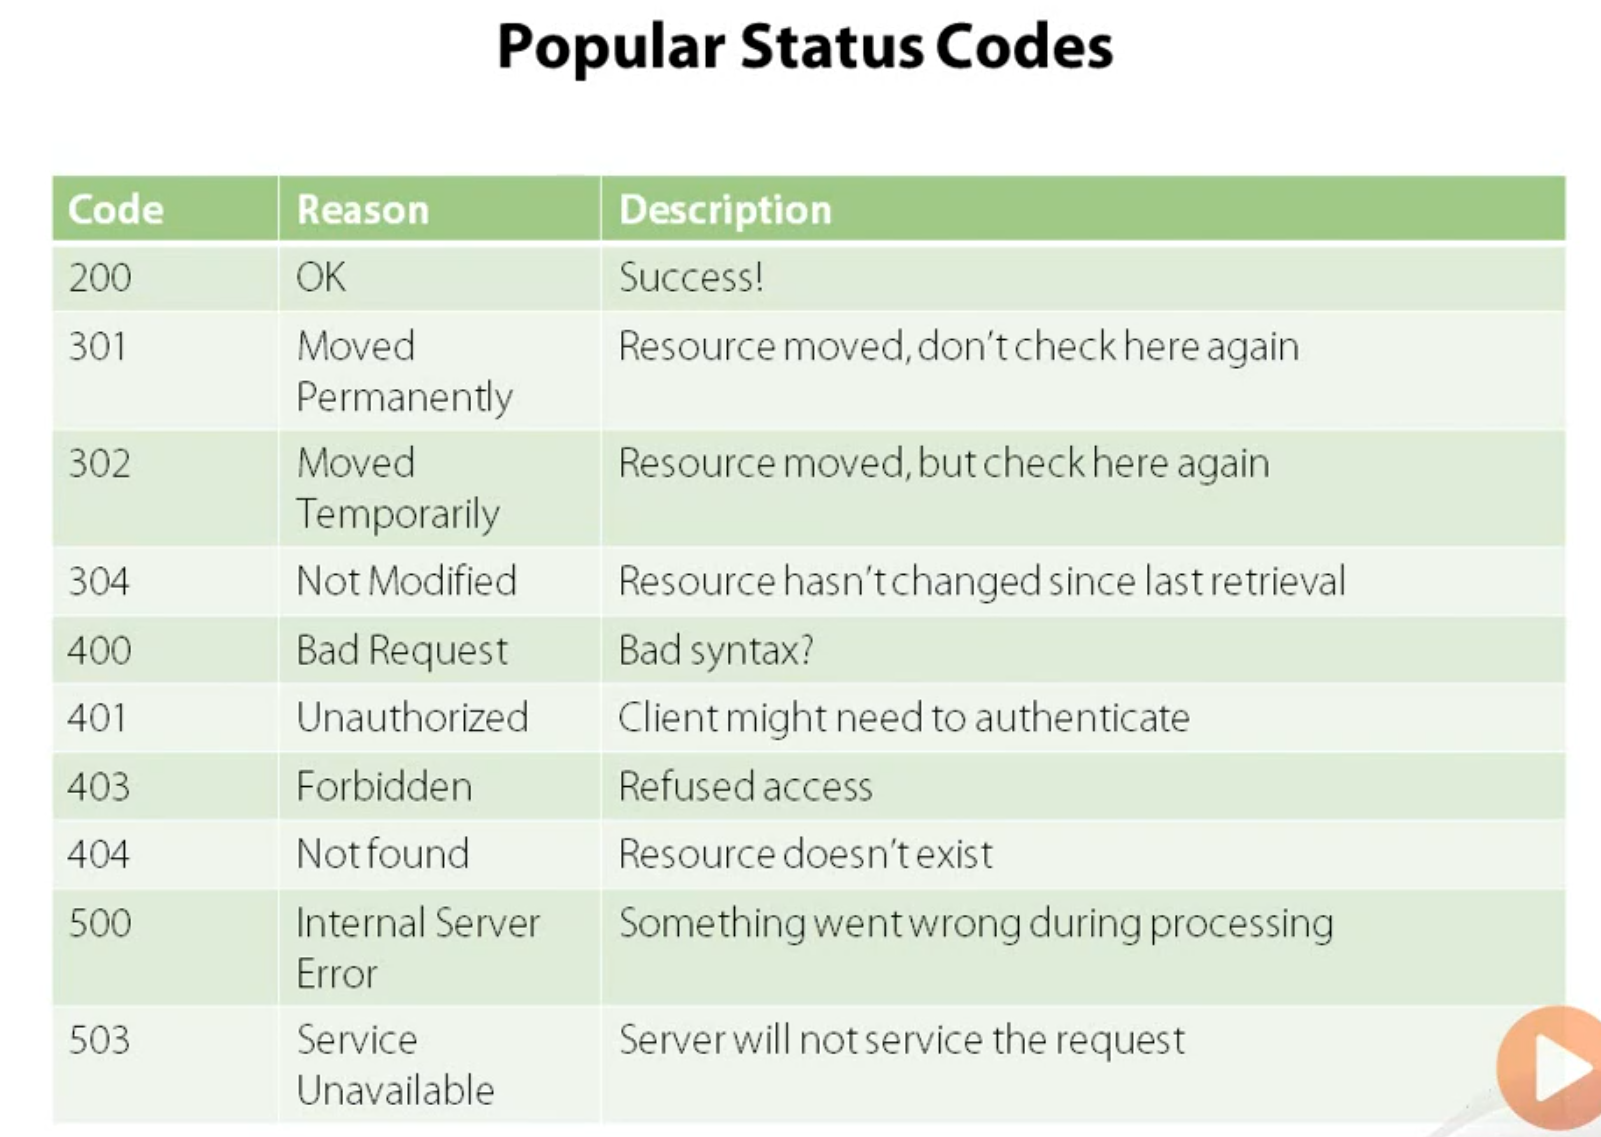 Popular Status Codes
Code Reason Description
200 OK Success!
301 Moved Resource moved, don't check here again
Permanently
302 Moved Resource moved, but check here again
Temporarily
304 Not Modified Resource hasn't changed since last retrieval
400 Bad Request Bad syntax?
401 Unauthorized Client might need to authenticate
403 Forbidden Refused access
404 Not found Resource doesn't exist
500 Internal Server Something went wrong during processing
Error
503 Service Server will not service the request
Unavailable